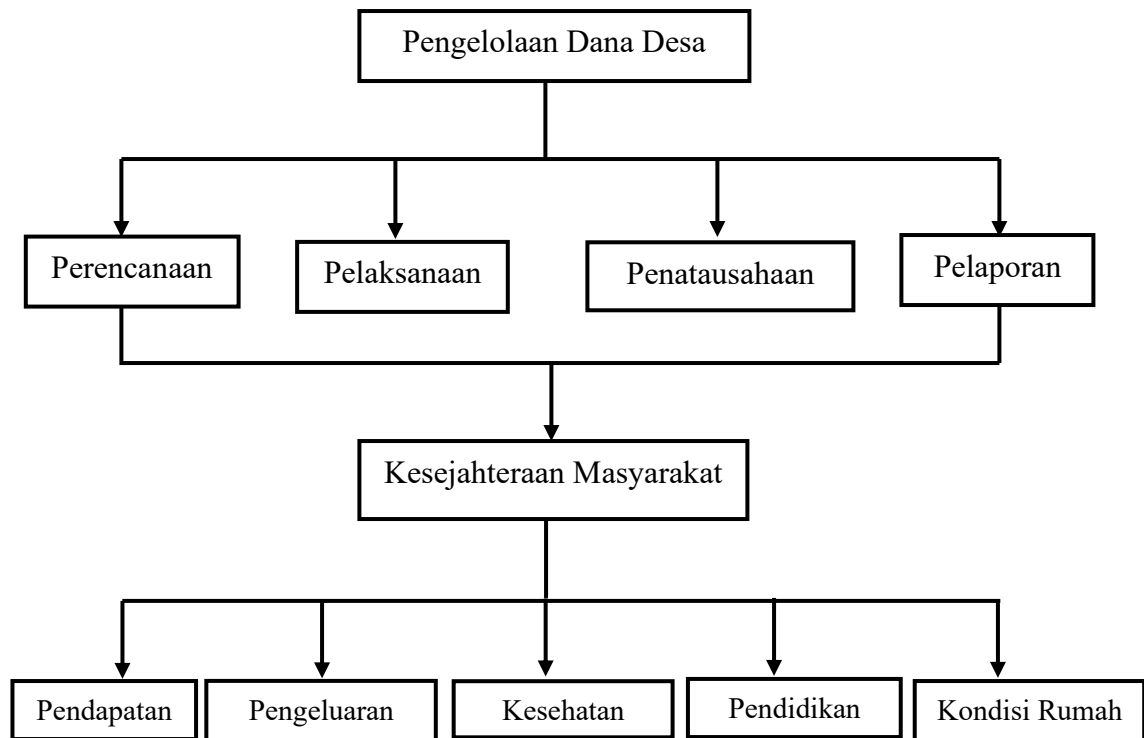 Pengelolaan Dana Desa
Perencanaan
Pelaksanaan
Penatausahaan
Pelaporan
Kesejahteraan Masyarakat
Pendapatan
Pengeluaran
Kesehatan
Pendidikan
Kondisi Rumah